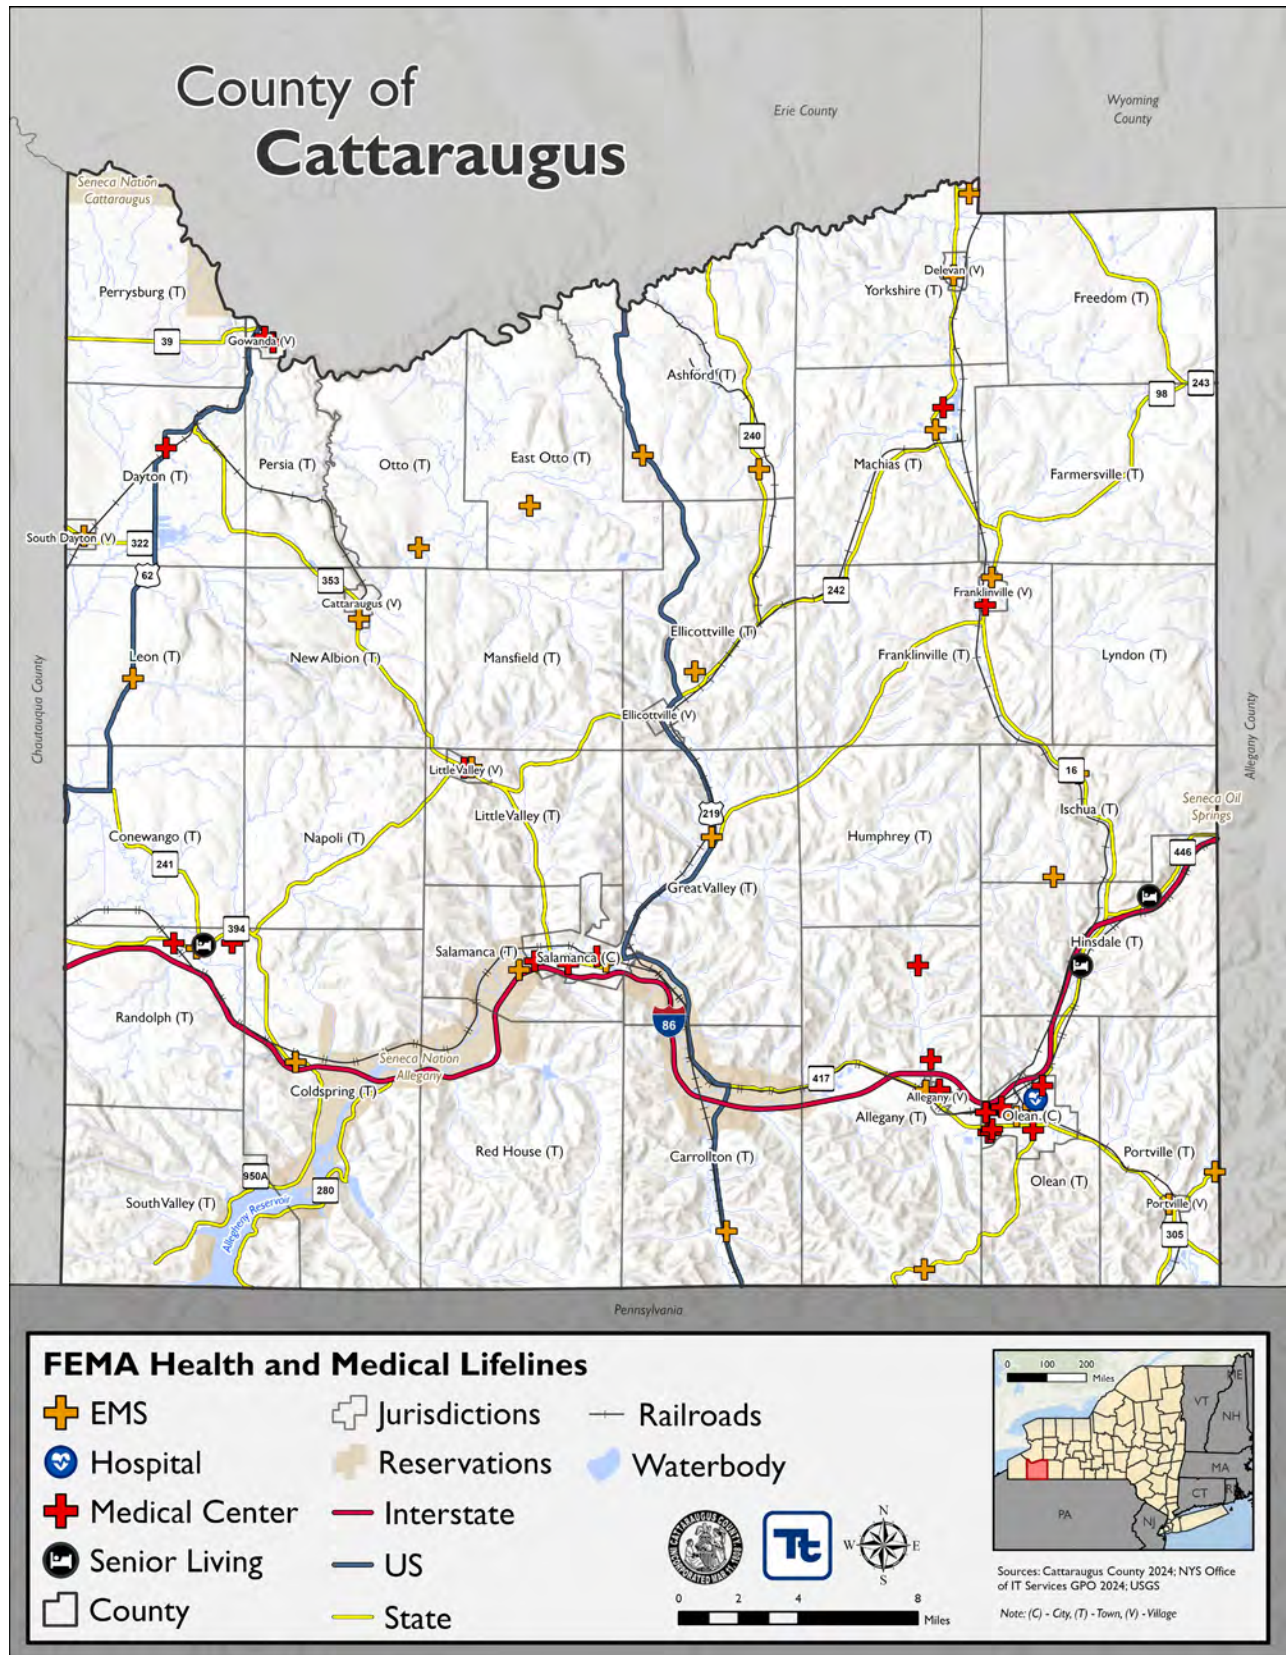 County of
Cattaraugus
Erie County
Wyoming
County
Seneca Nation
Cattaraugus
Perrysburg (T)
Delevan (V)
Yorkshire (T)
Freedom (T)
39
Gowanda (V)
Ashford (T)
98
243
240
Dayton (T)
Persia (T)
Otto (T)
East Otto (T)
Machias (T)
Farmersville (T)
South Dayton (V)
322
62
353
242
Cattaraugus (V)
Franklinville (V)
Chautauqua County
Leon (T)
New Albion (T)
Mansfield (T)
Ellicottville (T)
Franklinville (T)
Lyndon (T)
Allegany County
Ellicottville (V)
Little Valley (V)
16
Seneca Oil
Springs
Conewango (T)
Napoli (T)
Little Valley (T)
219
Humphrey (T)
Ischua (T)
241
446
Great Valley (T)
394
Salamanca (T)
Salamanca (C)
Hinsdale (T)
Randolph (T)
86
Seneca Nation
Allegany
Coldspring (T)
417
Allegany (V)
Allegany (T)
Olean (C)
Red House (T)
Carrollton (T)
Portville (T)
950A
280
Olean (T)
South Valley (T)
Allegheny Reservoir
Portville (V)
305
Pennsylvania
FEMA Health and Medical Lifelines
EMS
Hospital
Medical Center
Senior Living
County
Jurisdictions
Reservations
Interstate
US
State
Railroads
Waterbody
CATTARAUGUS COUNTY,
INCORPORATED MAR 11, 1808
Tt
N
W
E
S
0 2 4 8
Miles
0 100 200
Miles
ME
VT
NH
MA
CT
RI
PA
NJ
Sources: Cattaraugus County 2024; NYS Office
of IT Services GPO 2024; USGS
Note: (C) - City, (T) - Town, (V) - Village